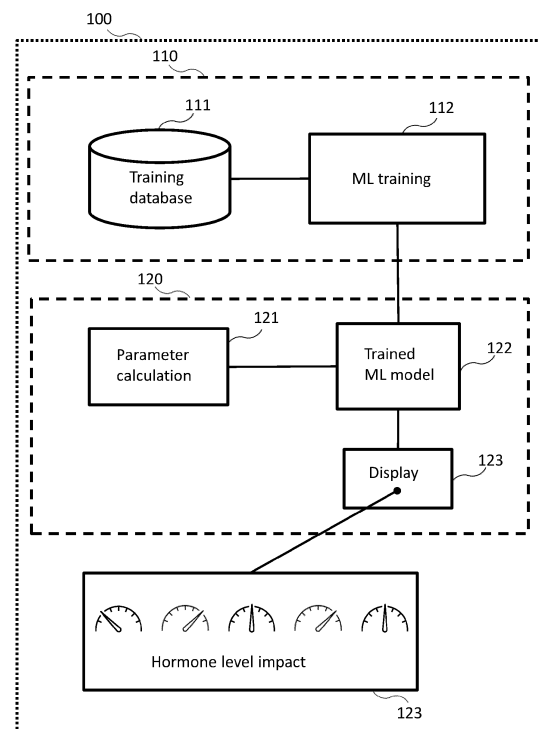 100
110
111
112
Training
database
ML training
120
121
Parameter
calculation
Trained
ML model
122
Display
123
Hormone level impact
123